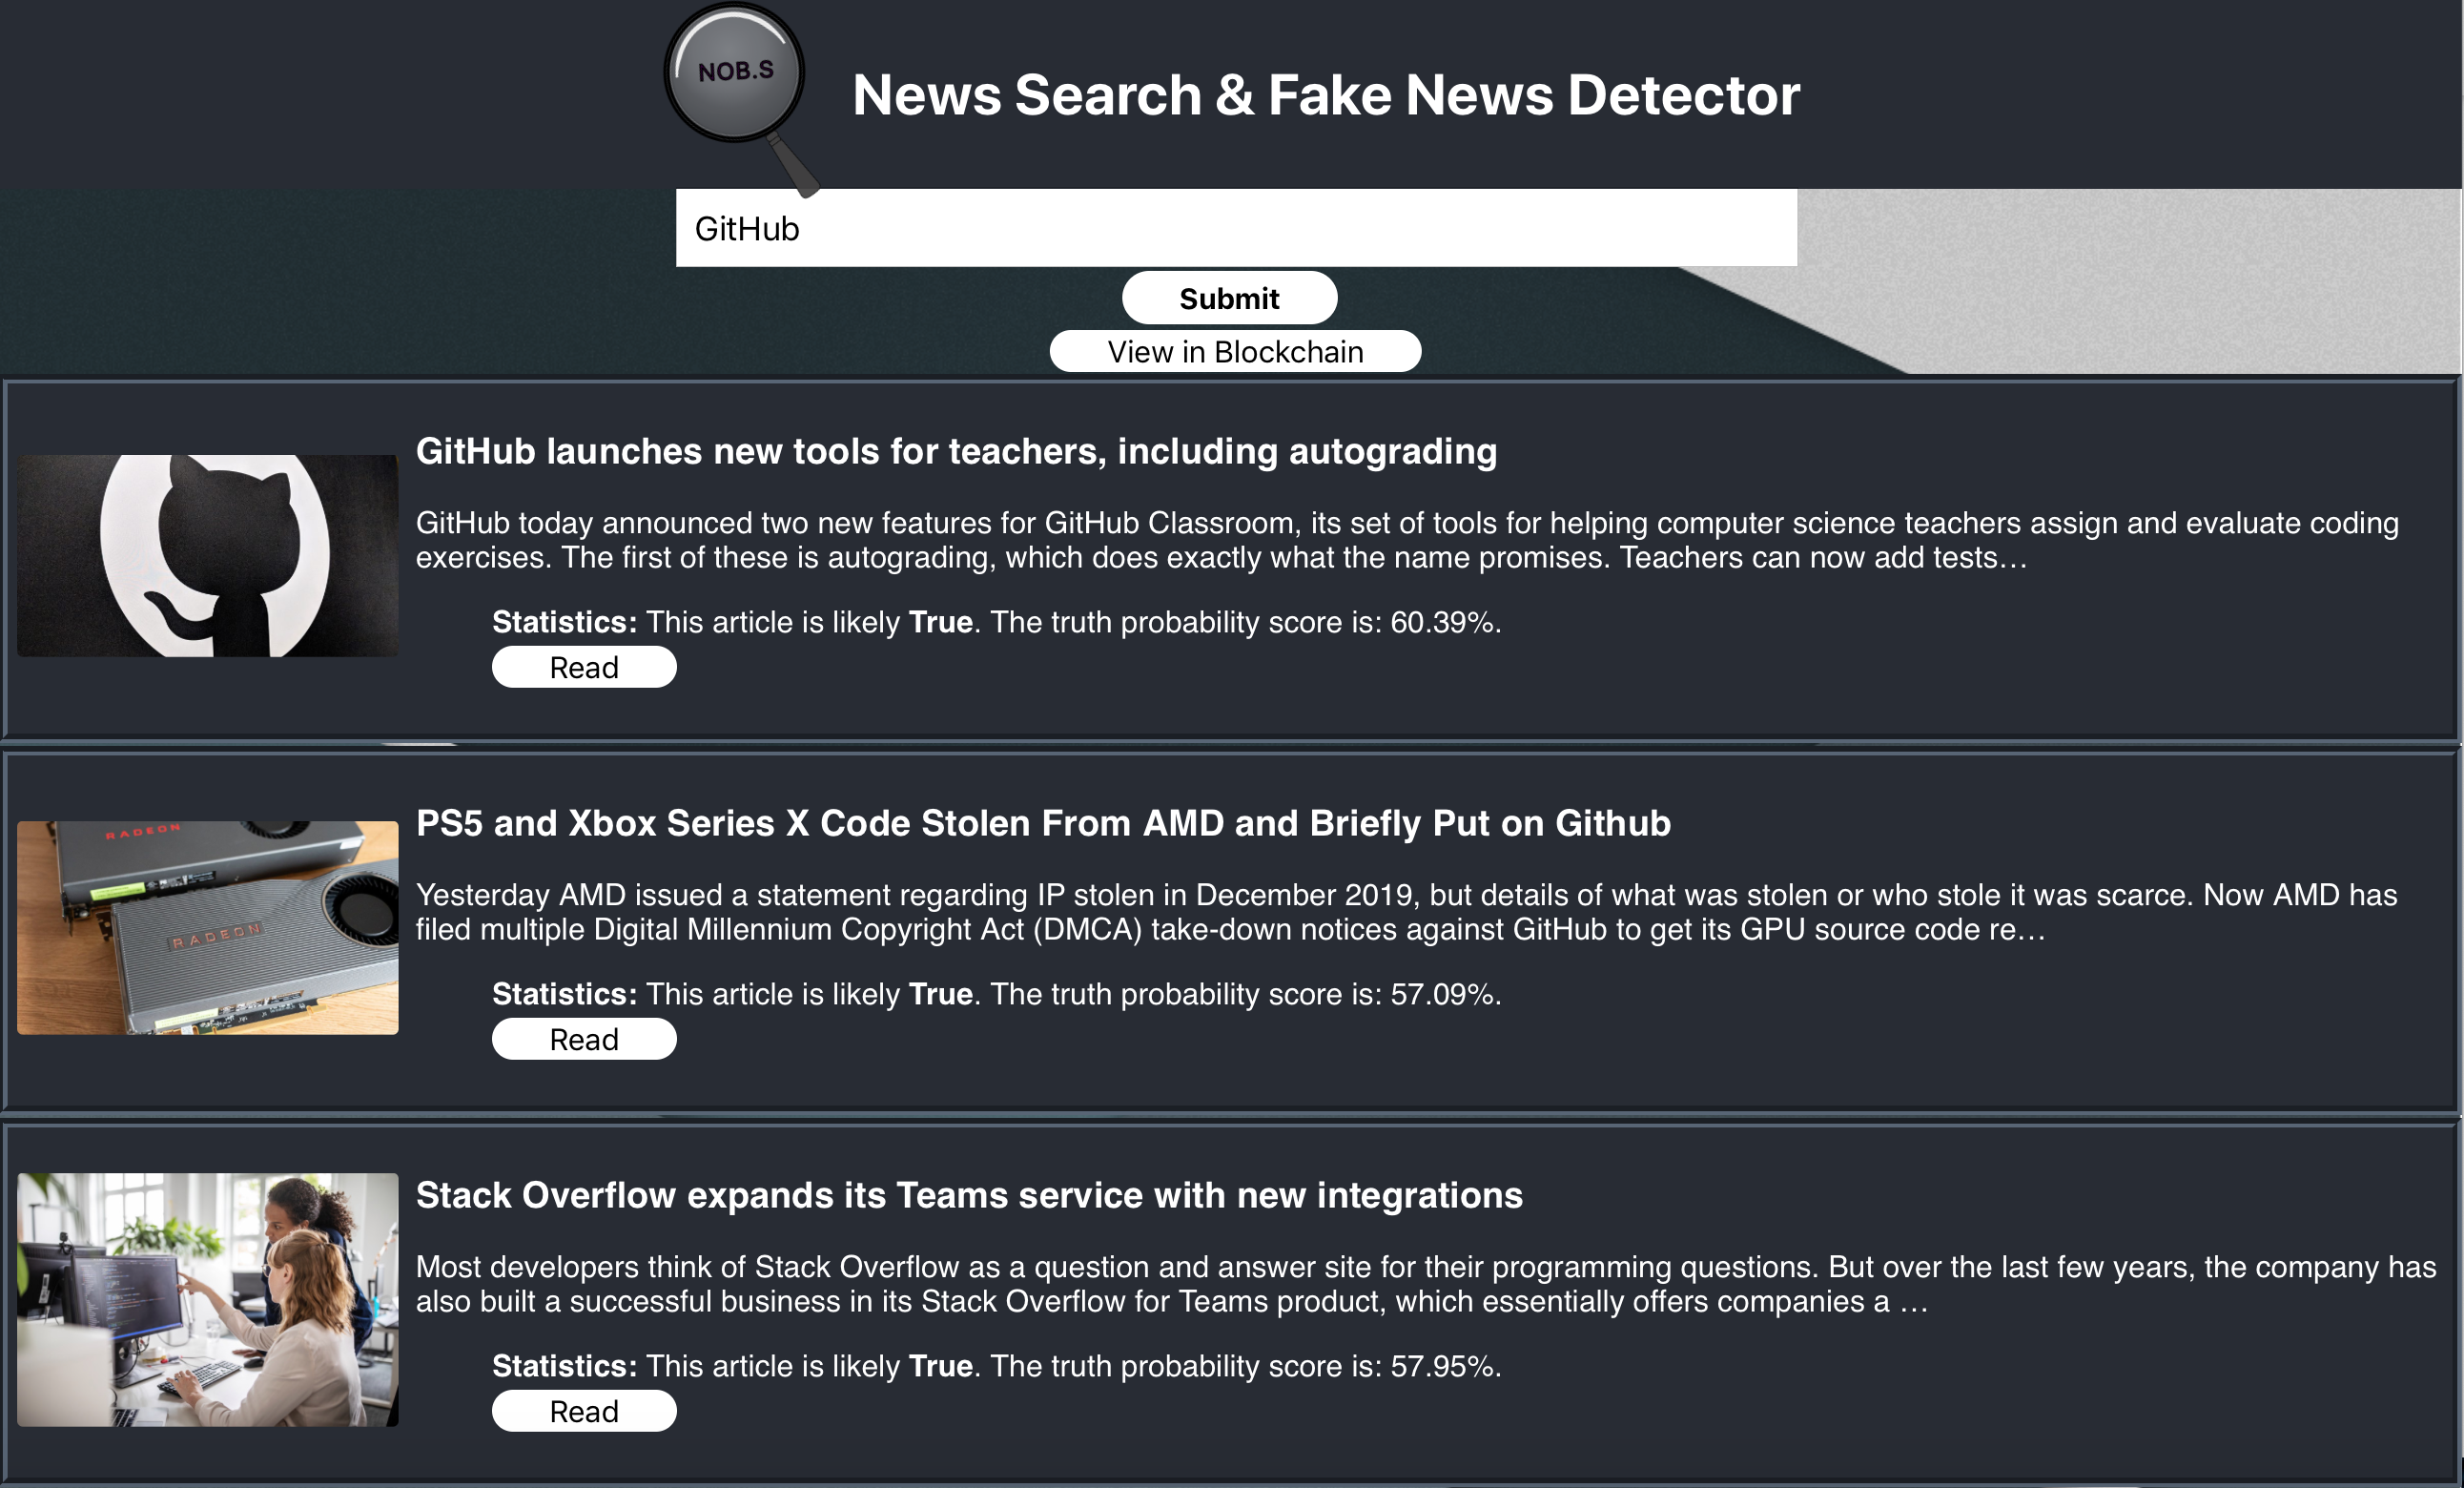 NOB.S
News Search & Fake News Detector
GitHub
Submit
View in Blockchain
GitHub launches new tools for teachers, including autograding
GitHub today announced two new features for GitHub Classroom, its set of tools for helping computer science teachers assign and evaluate coding
exercises. The first of these is autograding, which does exactly what the name promises. Teachers can now add tests…
Statistics: This article is likely True. The truth probability score is: 60.39%.
Read
RADEON
RADEON
PS5 and Xbox Series X Code Stolen From AMD and Briefly Put on Github
Yesterday AMD issued a statement regarding IP stolen in December 2019, but details of what was stolen or who stole it was scarce. Now AMD has
filed multiple Digital Millennium Copyright Act (DMCA) take-down notices against GitHub to get its GPU source code re…
Statistics: This article is likely True. The truth probability score is: 57.09%.
Read
Stack Overflow expands its Teams service with new integrations
Most developers think of Stack Overflow as a question and answer site for their programming questions. But over the last few years, the company has
also built a successful business in its Stack Overflow for Teams product, which essentially offers companies a …
Statistics: This article is likely True. The truth probability score is: 57.95%.
Read